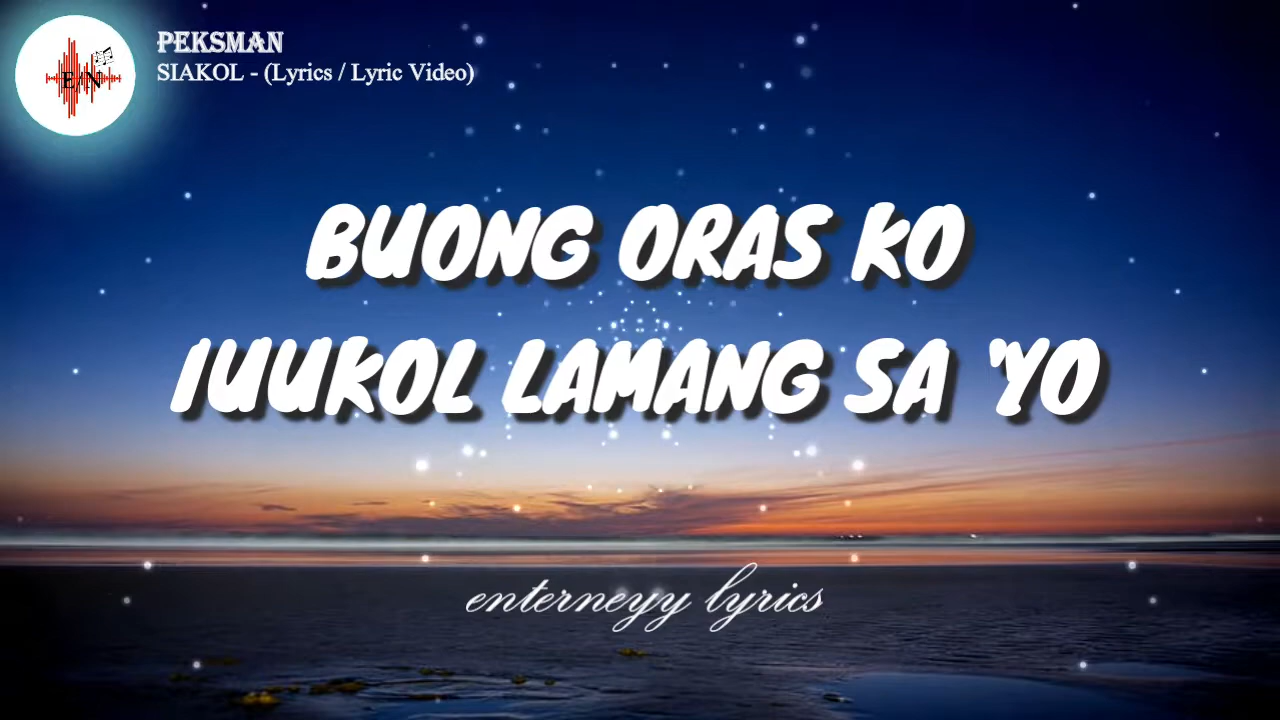 PEKSMAN
SIAKOL - (Lyrics / Lyric Video)
E/N
BUONG ORAS KO
IUUKOL LAMANG SA 'YO
enterneyy lyrics